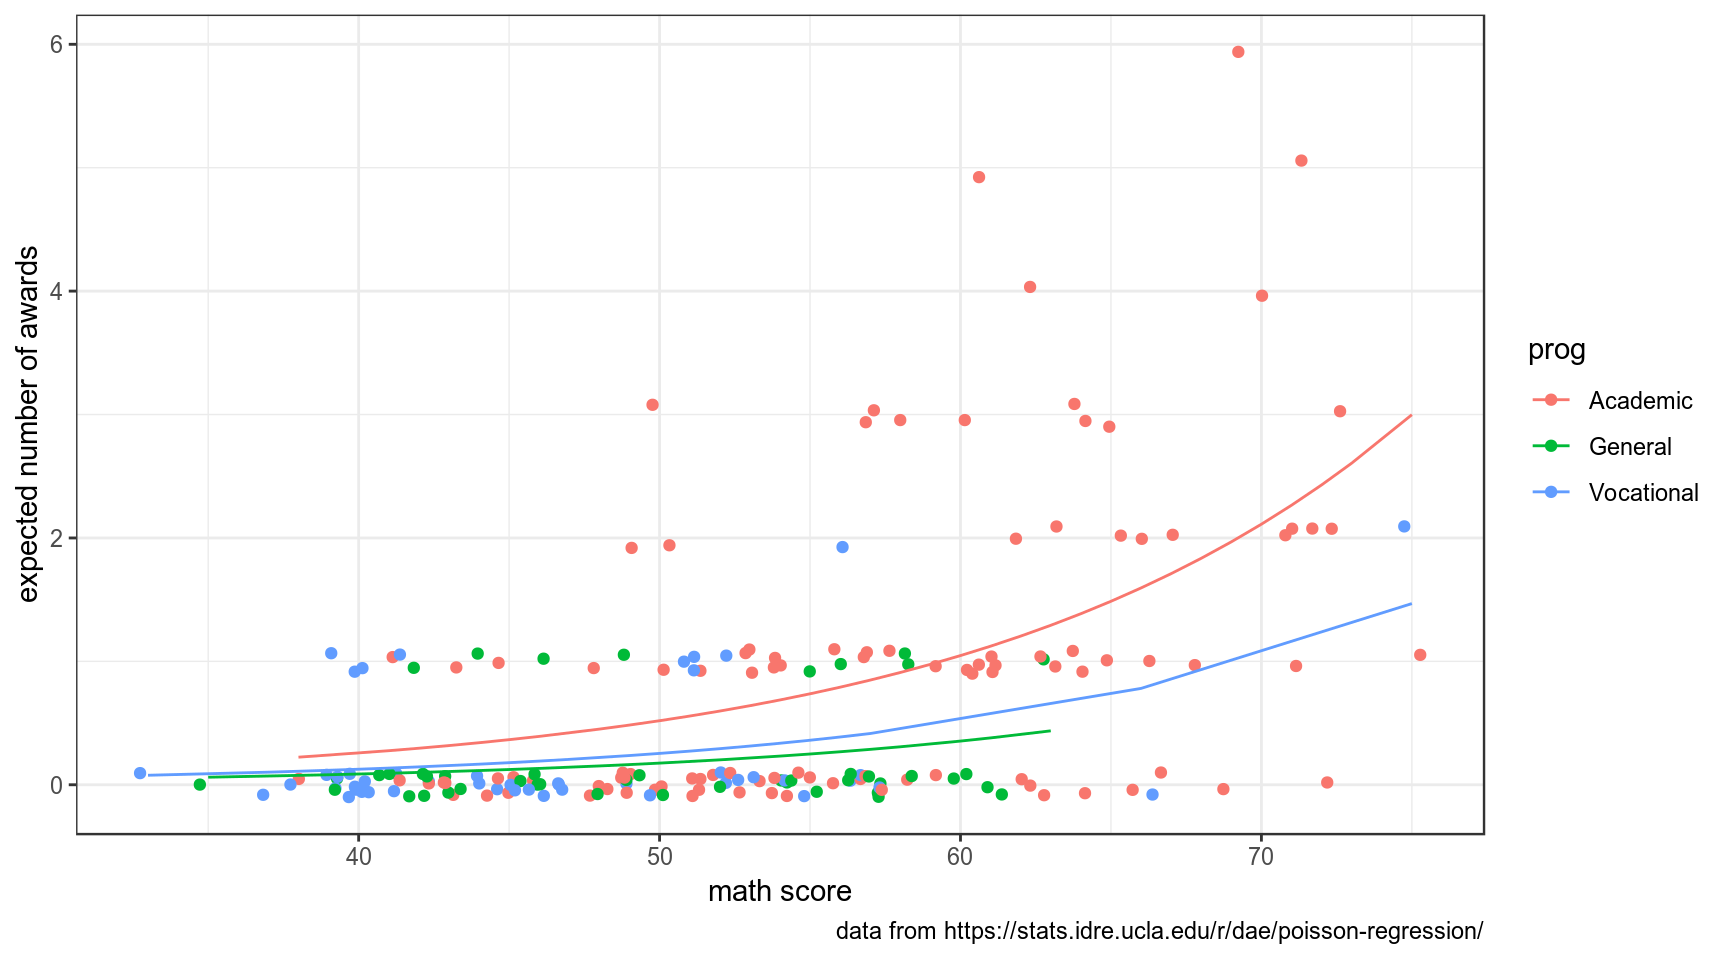 6
4
2
0
expected number of awards
40 50 60 70
math score
prog
Academic
General
Vocational
data from https://stats.idre.ucla.edu/r/dae/poisson-regression/